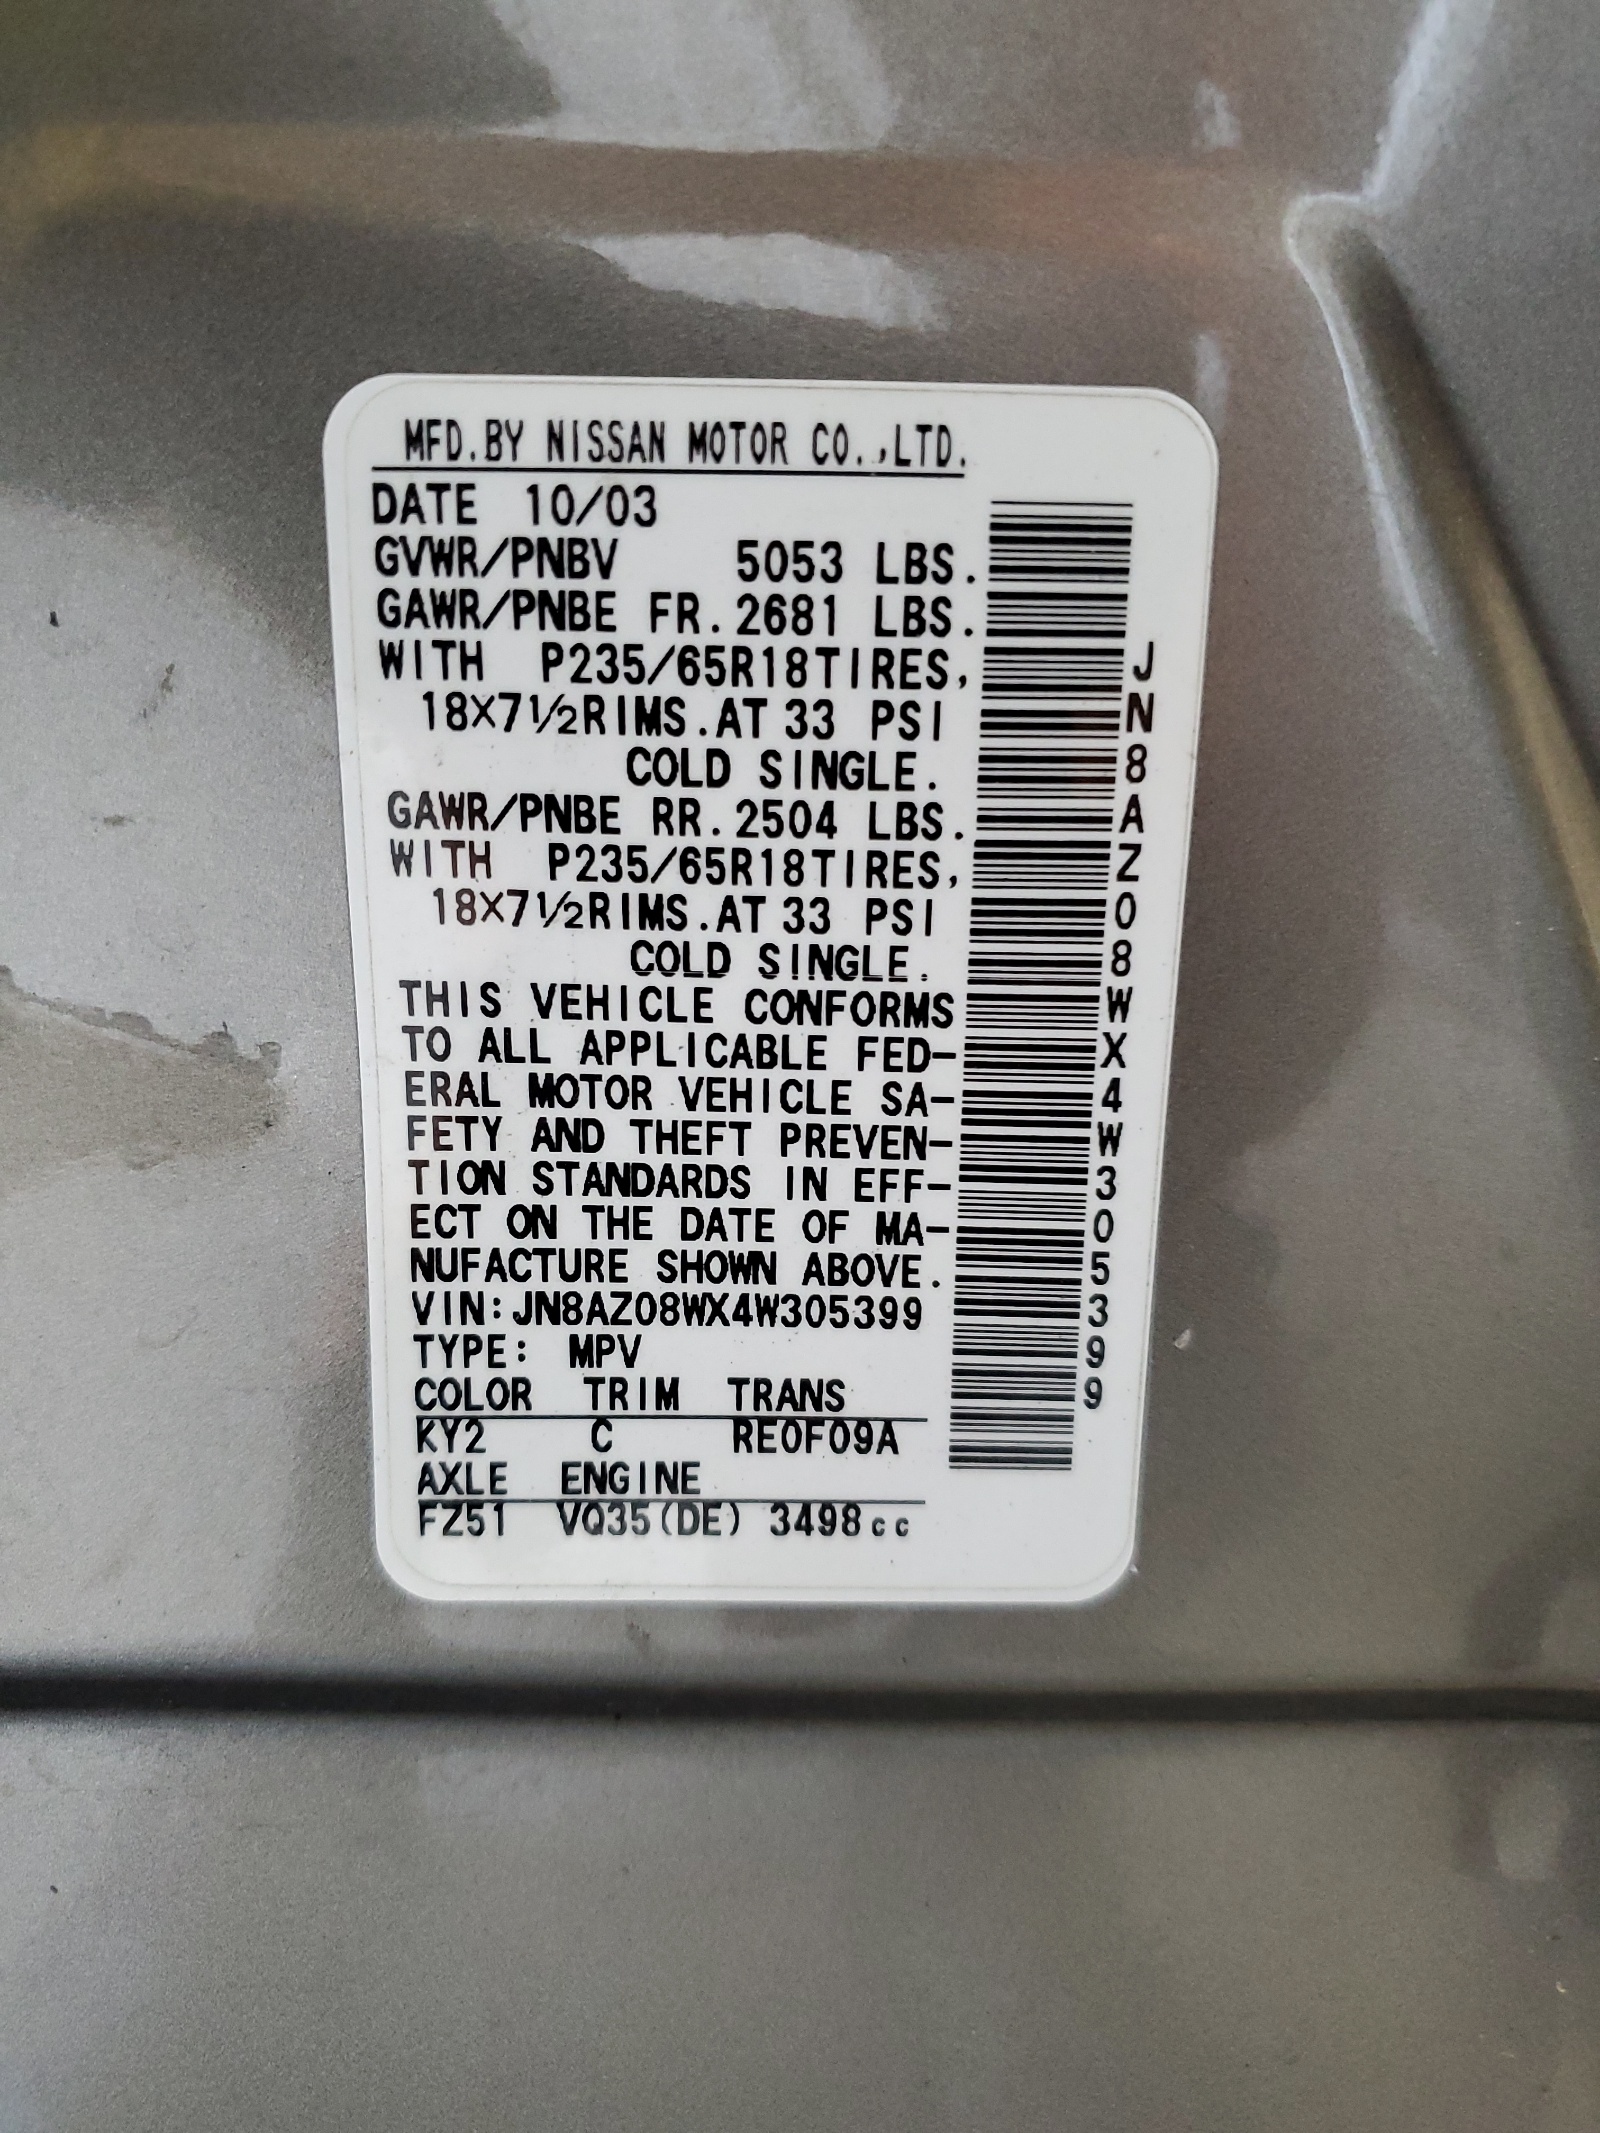 MFD.BY NISSAN MOTOR CO.,LTD.
DATE 10/03
GVWR/PNBV 5053 LBS.
GAWR/PNBE FR.2681 LBS.
WITH P235/65R18TIRES,
18X7½RIMS.AT 33 PSI
COLD SINGLE.
GAWR/PNBE RR.2504 LBS.
WITH P235/65R18TIRES,
18X7½RIMS.AT 33 PSI
COLD SINGLE.
THIS VEHICLE CONFORMS
TO ALL APPLICABLE FED-
ERAL MOTOR VEHICLE SA-
FETY AND THEFT PREVEN-
TION STANDARDS IN EFF-
ECT ON THE DATE OF MA-
NUFACTURE SHOWN ABOVE.
VIN:JN8AZ08WX4W305399
TYPE: MPV
COLOR TRIM TRANS
KY2 C RE0F09A
AXLE ENGINE
FZ51 VQ35(DE) 3498cc
JN8AZ08WX4W305399